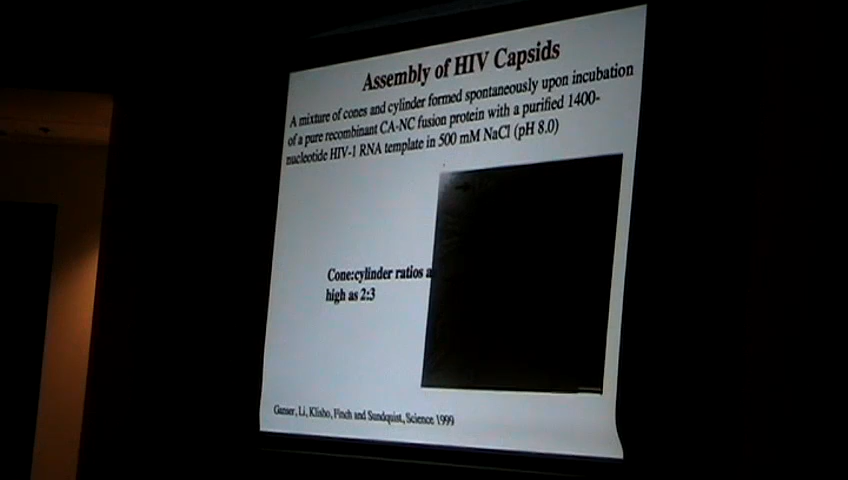 Assembly of HIV Capsids
A mixture of cones and cylinder formed spontaneously upon incubation
of a pure recombinant CA-NC fusion protein with a purified 1400-
nucleotide HIV-1 RNA template in 500 mM NaCl (pH 8.0)
Cone:cylinder ratios a
high as 2:3
Ganser, Li, Klisho, Finch and Sundquist, Science 1999